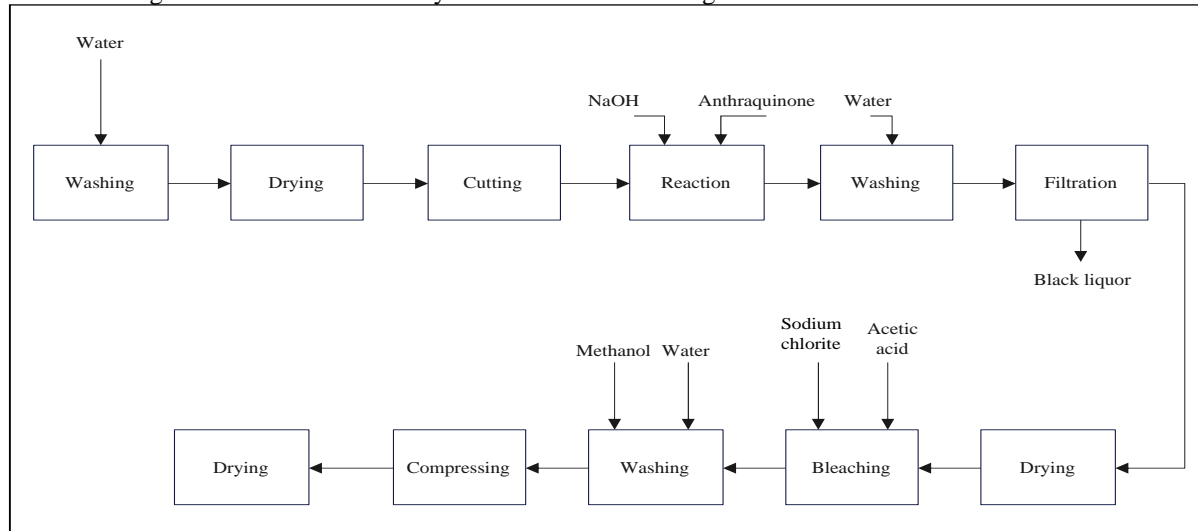 Water
NaOH Anthraquinone Water
Washing Drying Cutting Reaction Washing Filtration
Black liquor
Sodium
chlorite
Acetic
acid
Methanol Water
Drying Compressing Washing Bleaching Drying